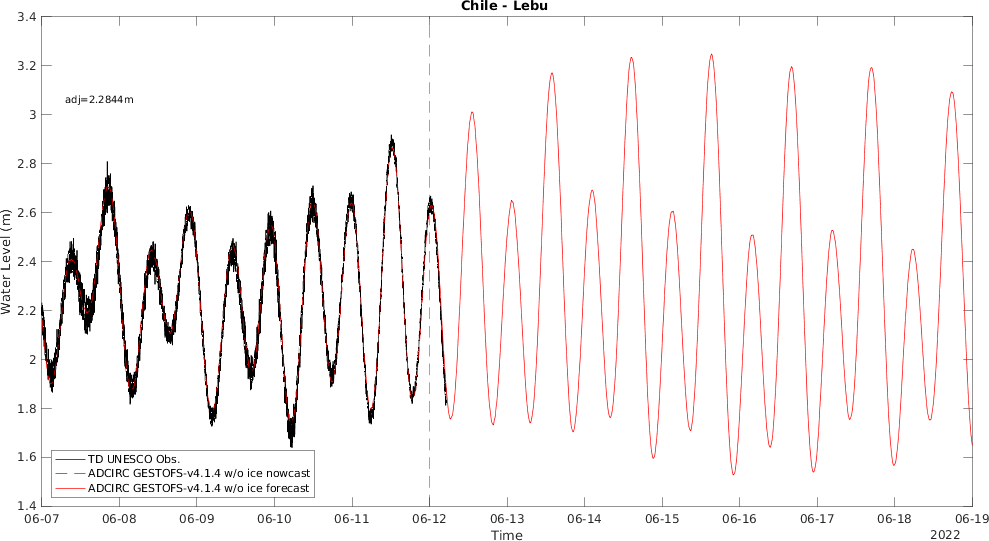 Chile - Lebu
3.4
3.2
3
2.8
2.6
2.4
2.2
2
1.8
1.6
1.4
Water Level (m)
adj=2.2844m
TD UNESCO Obs.
ADCIRC GESTOFS-v4.1.4 w/o ice nowcast
ADCIRC GESTOFS-v4.1.4 w/o ice forecast
06-07 06-08 06-09 06-10 06-11 06-12 06-13 06-14 06-15 06-16 06-17 06-18 06-19
Time
2022